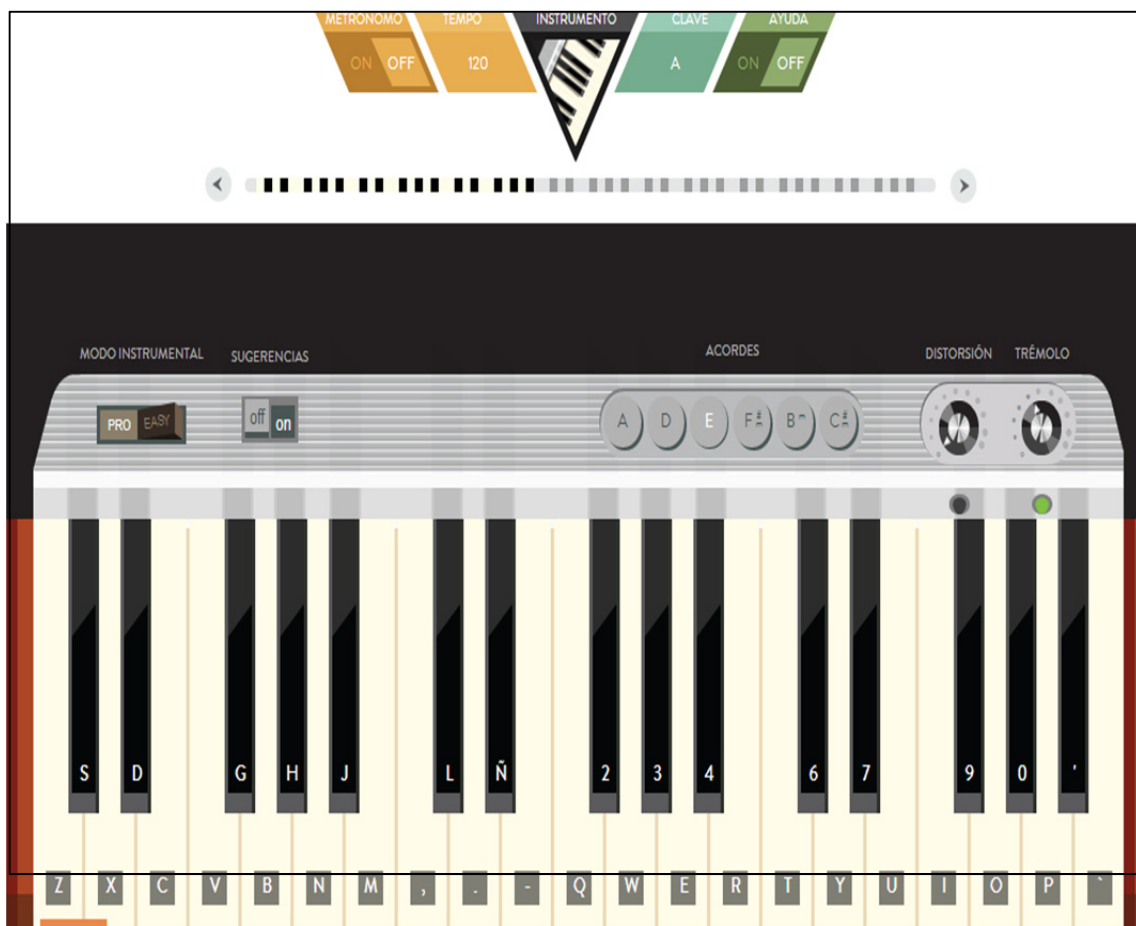 METRÓNOMO TEMPO INSTRUMENTO CLAVE AYUDA
ON OFF 120 A ON OFF
MODO INSTRUMENTAL SUGERENCIAS ACORDES DISTORSIÓN TRÉMOLO
PRO EASY off on A D E F# B♭ C#
S D G H J L Ñ 2 3 4 6 7 9 0 '
Z X C V B N M , . - Q W E R T Y U I O P `